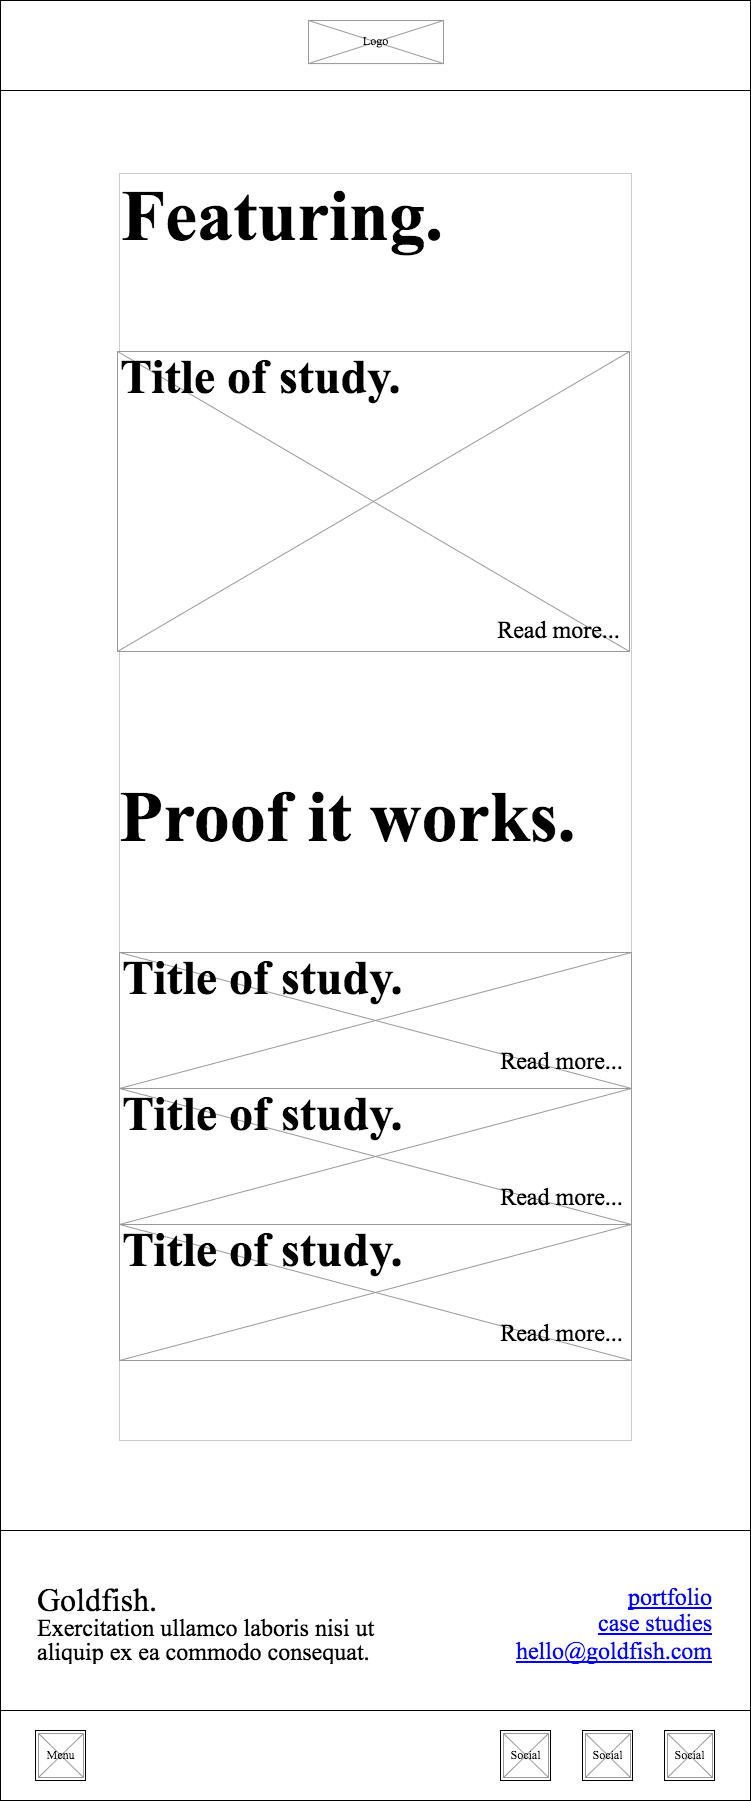 Logo
Featuring.
Title of study.
Read more...
Proof it works.
Title of study.
Read more...
Title of study.
Read more...
Title of study.
Read more...
Goldfish.
Exercitation ullamco laboris nisi ut
aliquip ex ea commodo consequat.
portfolio
case studies
hello@goldfish.com
Menu
Social
Social
Social